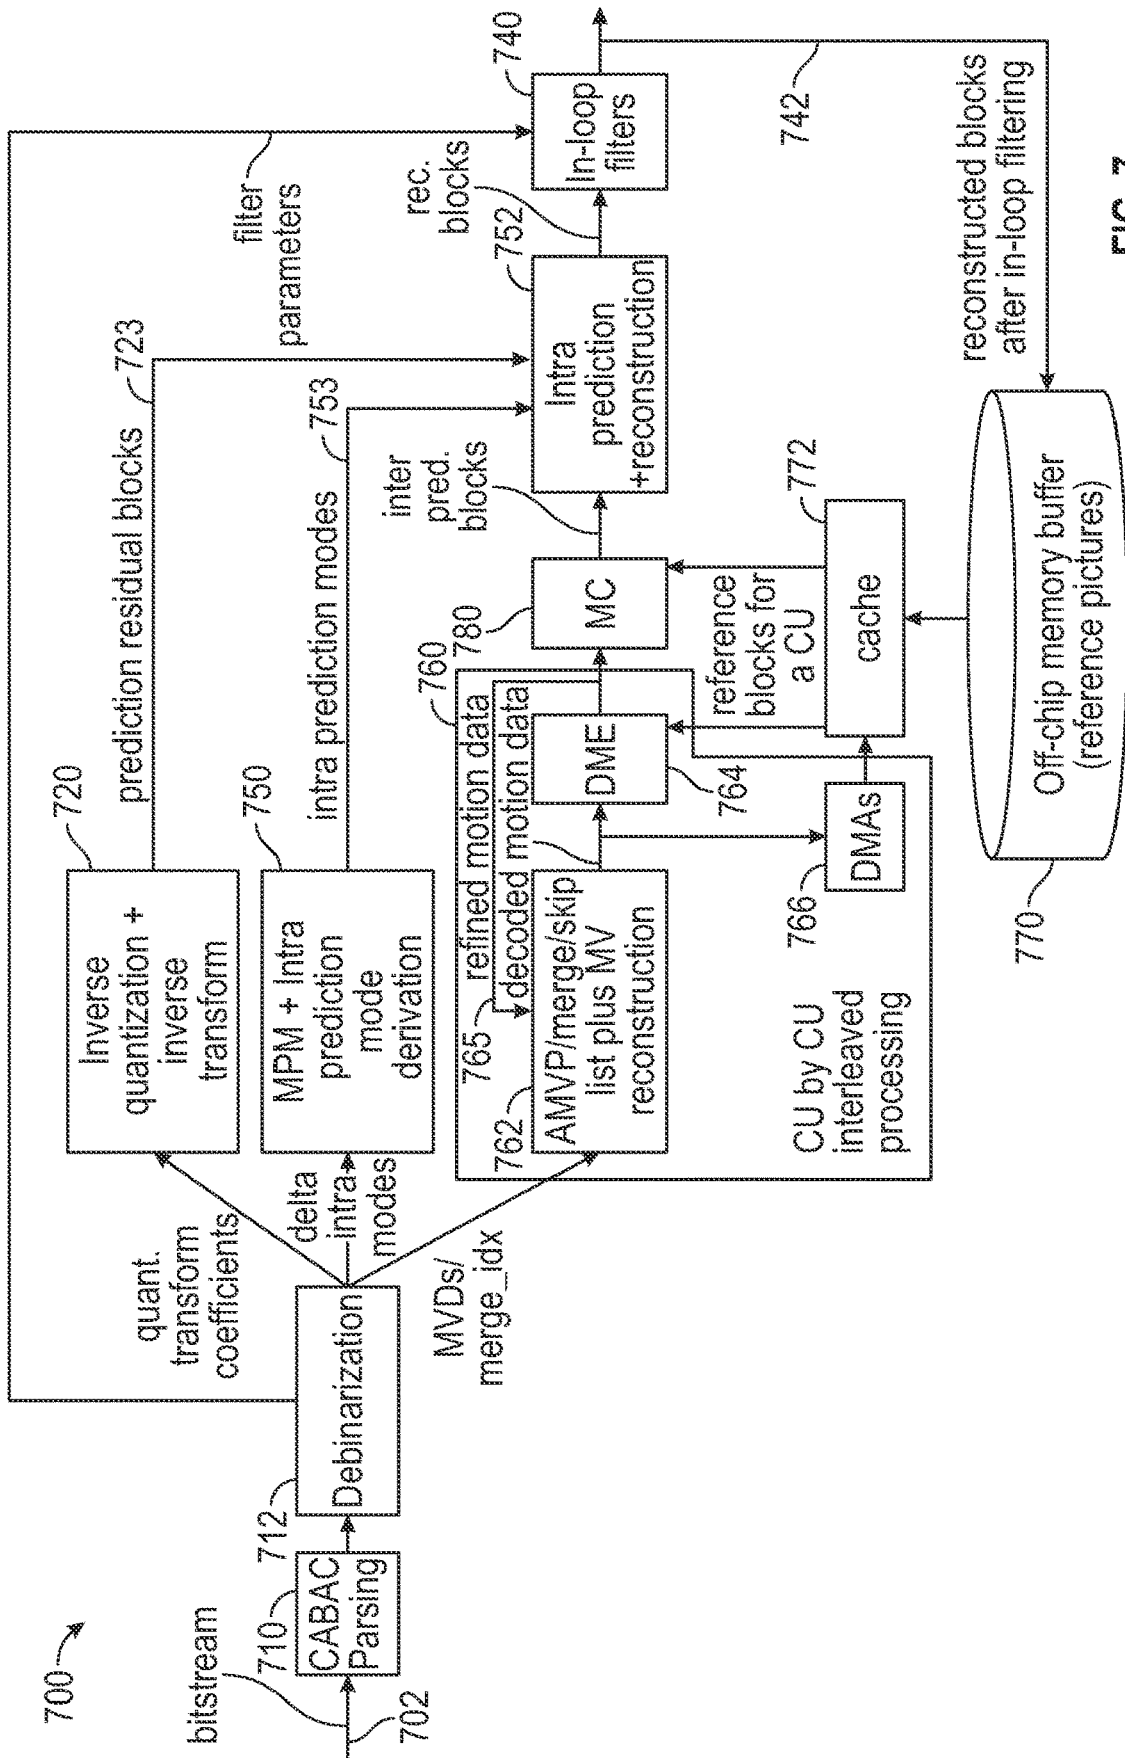 700
bitstream
702
710
CABAC
Parsing
712
Debinarization
quant.
transform
coefficients
delta
intra-
modes
MVDs/
merge_idx
720
Inverse
quantization +
inverse
transform
prediction residual blocks
723
750
MPM + Intra
prediction
mode
derivation
intra prediction modes
753
760
765
refined motion data
decoded motion data
762
AMVP/merge/skip
list plus MV
reconstruction
DME
764
766
DMAs
CU by CU
interleaved
processing
780
MC
reference
blocks for
a CU
772
cache
770
Off-chip memory buffer
(reference pictures)
inter
pred.
blocks
752
Intra
prediction
+reconstruction
rec.
blocks
filter
parameters
740
In-loop
filters
742
reconstructed blocks
after in-loop filtering
FIG. 7